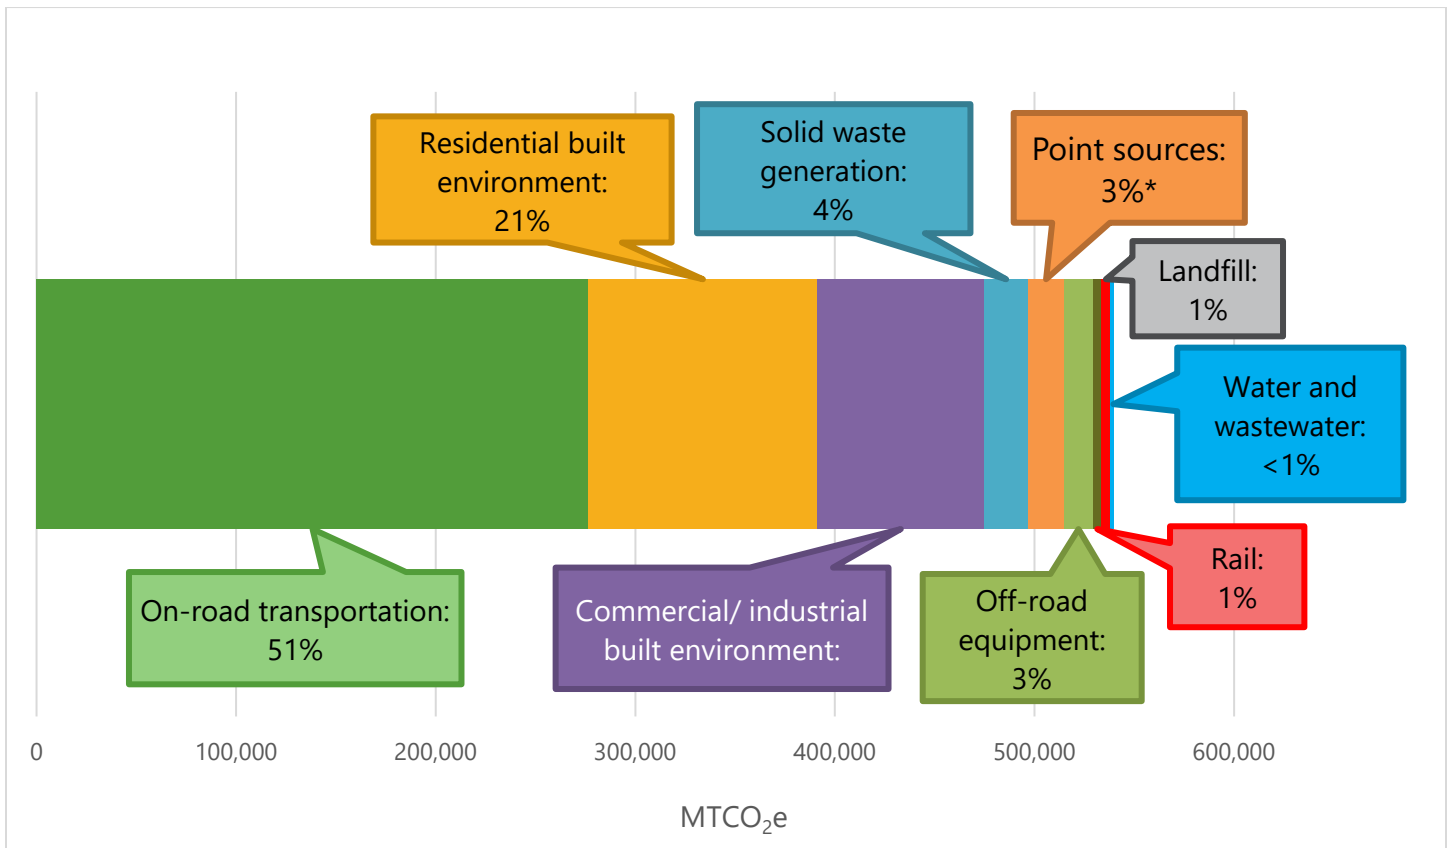 Residential built
environment:
21%
Solid waste
generation:
4%
Point sources:
3%*
Landfill:
1%
Water and
wastewater:
<1%
On-road transportation:
51%
Commercial/ industrial
built environment:
Off-road
equipment:
3%
Rail:
1%
0
100,000
200,000
300,000
400,000
500,000
600,000
MTCO₂e